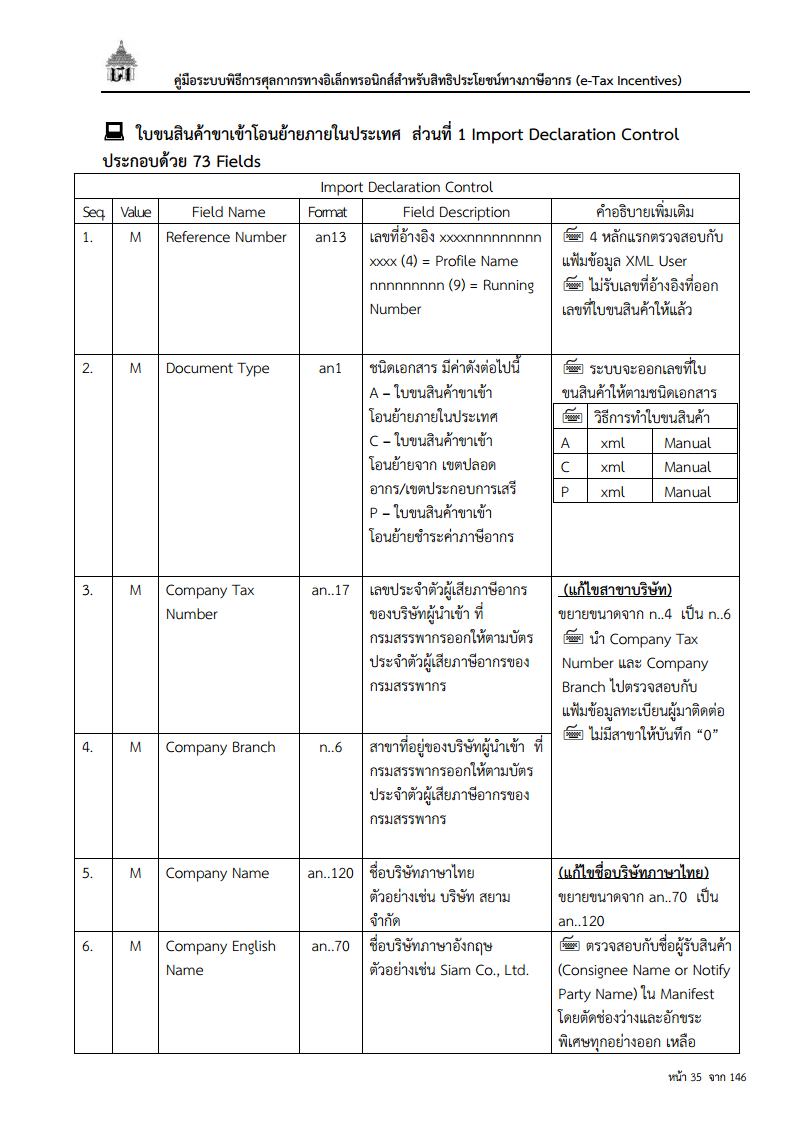 คู่มือระบบพิธีการศุลกากรทางอิเล็กทรอนิกส์สำหรับสิทธิประโยชน์ทางภาษีอากร (e-Tax Incentives)
ใบขนสินค้าขาเข้าโอนย้ายภายในประเทศ ส่วนที่ 1 Import Declaration Control
ประกอบด้วย 73 Fields
Import Declaration Control
Seq. Value Field Name Format Field Description คำอธิบายเพิ่มเติม
1. M Reference Number an13 เลขที่อ้างอิง xxxxnnnnnnnnn
xxxx (4) = Profile Name
nnnnnnnnn (9) = Running
Number
4 หลักแรกตรวจสอบกับ
แฟ้มข้อมูล XML User
ไม่รับเลขที่อ้างอิงที่ออก
เลขที่ใบขนสินค้าให้แล้ว
2. M Document Type an1 ชนิดเอกสาร มีค่าดังต่อไปนี้
A – ใบขนสินค้าขาเข้า
โอนย้ายภายในประเทศ
C – ใบขนสินค้าขาเข้า
โอนย้ายจาก เขตปลอด
อากร/เขตประกอบการเสรี
P – ใบขนสินค้าขาเข้า
โอนย้ายชำระค่าภาษีอากร
ระบบจะออกเลขที่ใบ
ขนสินค้าให้ตามชนิดเอกสาร
วิธีการทำใบขนสินค้า
A xml Manual
C xml Manual
P xml Manual
3. M Company Tax
Number
an..17 เลขประจำตัวผู้เสียภาษีอากร
ของบริษัทผู้นำเข้า ที่
กรมสรรพากรออกให้ตามบัตร
ประจำตัวผู้เสียภาษีอากรของ
กรมสรรพากร
(แก้ไขสาขาบริษัท)
ขยายขนาดจาก n..4 เป็น n..6
นำ Company Tax
Number และ Company
Branch ไปตรวจสอบกับ
แฟ้มข้อมูลทะเบียนผู้มาติดต่อ
ไม่มีสาขาให้บันทึก “0”
4. M Company Branch n..6 สาขาที่อยู่ของบริษัทผู้นำเข้า ที่
กรมสรรพากรออกให้ตามบัตร
ประจำตัวผู้เสียภาษีอากรของ
กรมสรรพากร
5. M Company Name an..120 ชื่อบริษัทภาษาไทย
ตัวอย่างเช่น บริษัท สยาม
จำกัด
(แก้ไขชื่อบริษัทภาษาไทย)
ขยายขนาดจาก an..70 เป็น
an..120
6. M Company English
Name
an..70 ชื่อบริษัทภาษาอังกฤษ
ตัวอย่างเช่น Siam Co., Ltd.
ตรวจสอบกับชื่อผู้รับสินค้า
(Consignee Name or Notify
Party Name) ใน Manifest
โดยตัดช่องว่างและอักขระ
พิเศษทุกอย่างออก เหลือ
หน้า 35 จาก 146